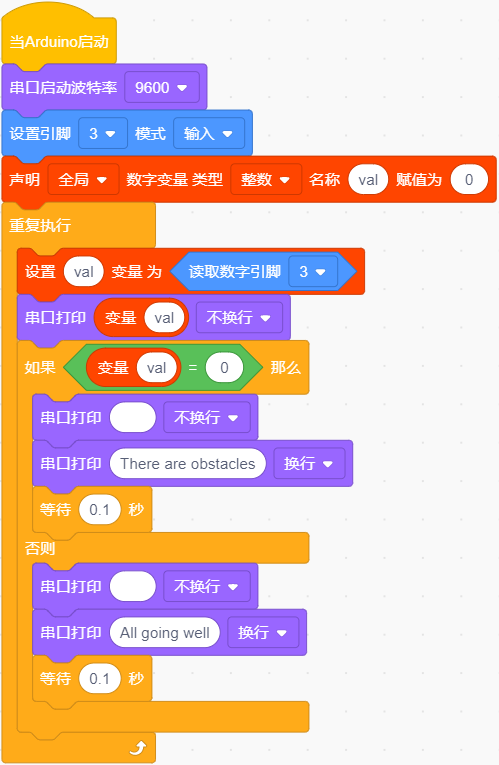 当Arduino启动
串口启动波特率 9600
设置引脚 3 模式 输入
声明 全局 数字变量 类型 整数 名称 val 赋值为 0
重复执行
设置 val 变量 为 读取数字引脚 3
串口打印 变量 val 不换行
如果 变量 val = 0 那么
串口打印 不换行
串口打印 There are obstacles 换行
等待 0.1 秒
否则
串口打印 不换行
串口打印 All going well 换行
等待 0.1 秒